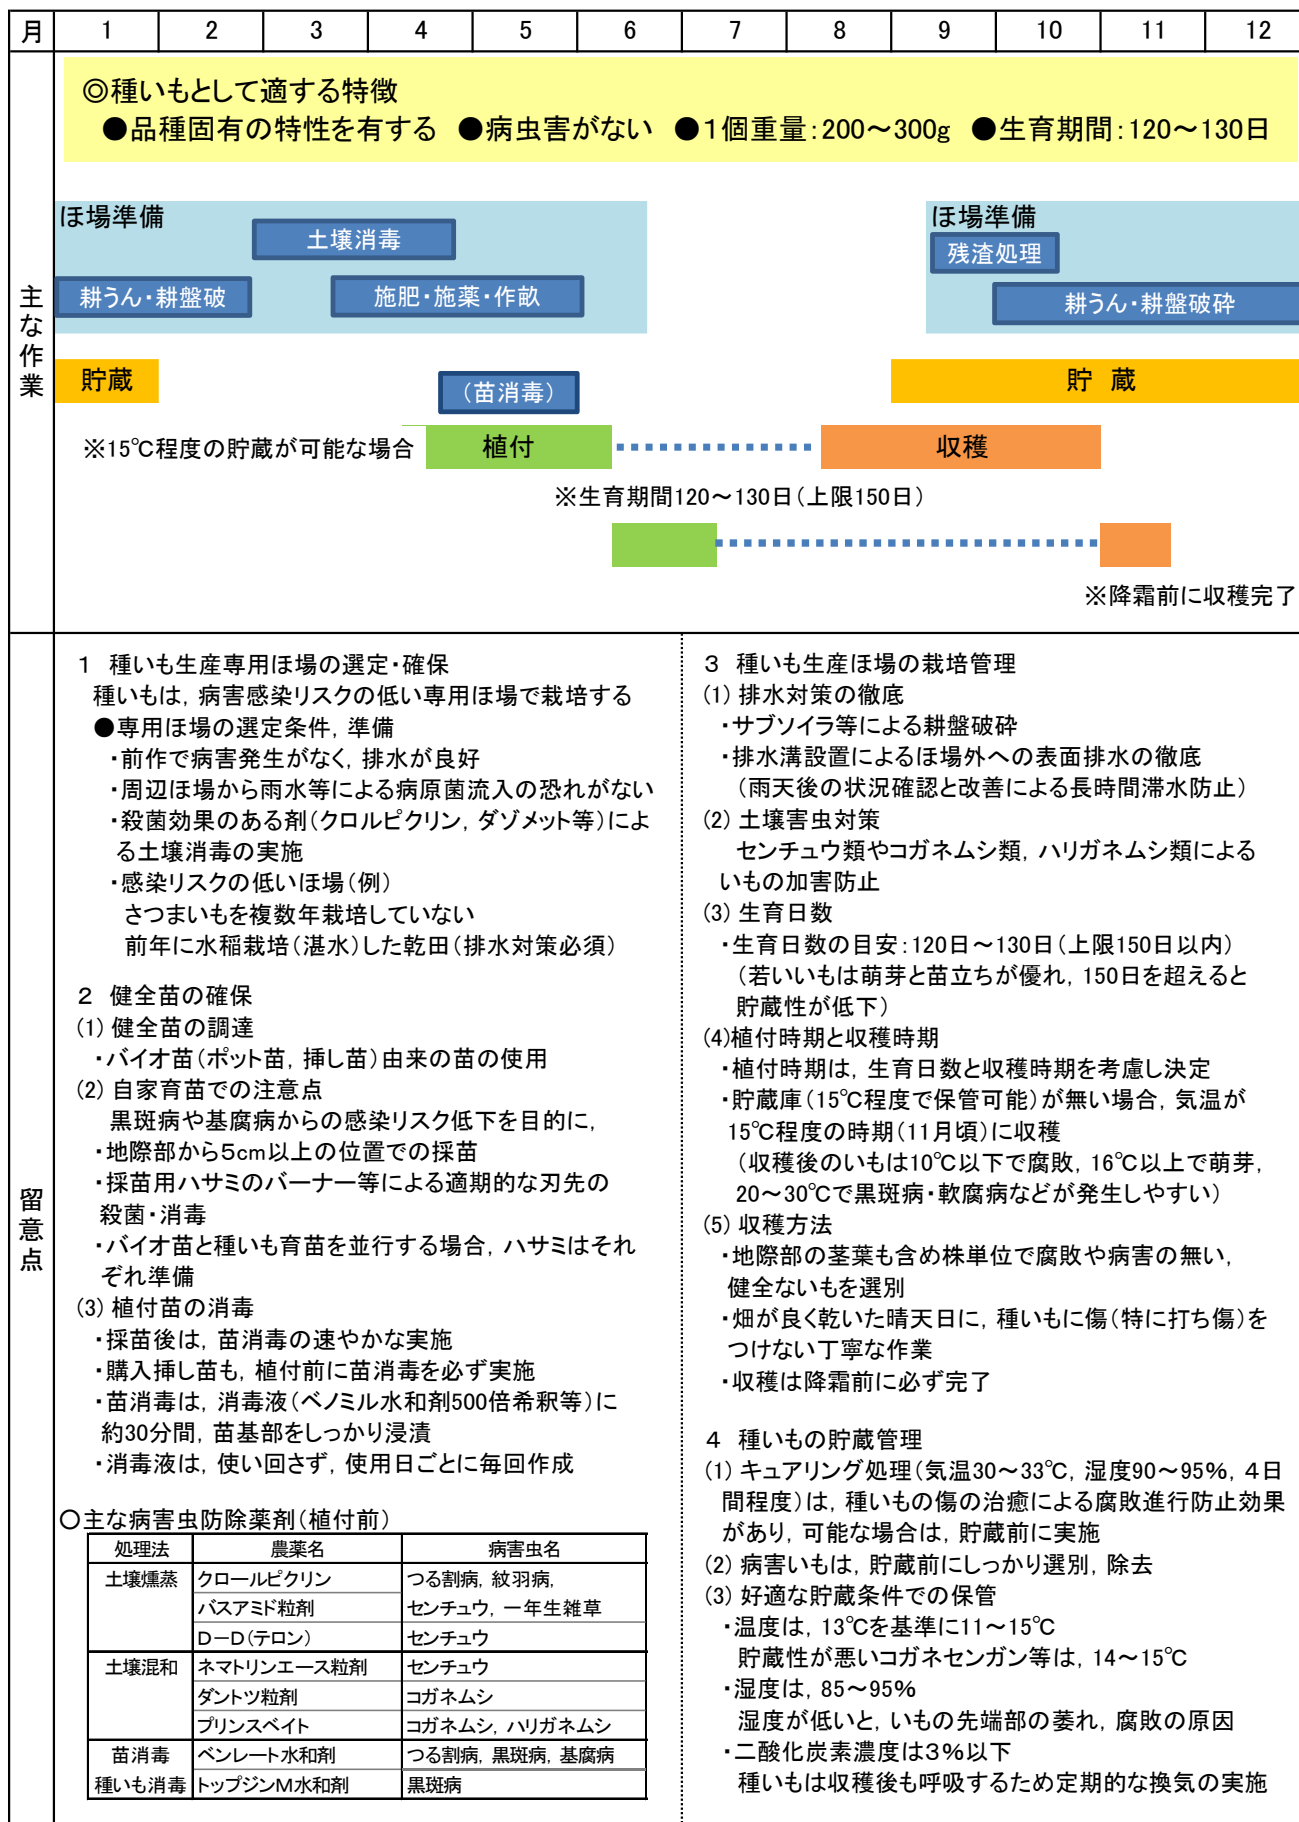 月 1 2 3 4 5 6 7 8 9 10 11 12
主な作業
◎種いもとして適する特徴
●品種固有の特性を有する ●病虫害がない ●1個重量:200～300g ●生育期間:120～130日
ほ場準備
土壌消毒
耕うん・耕盤破
施肥・施薬・作畝
ほ場準備
残渣処理
耕うん・耕盤破砕
貯蔵
(苗消毒)
貯 蔵
※15℃程度の貯蔵が可能な場合
植付
収穫
※生育期間120～130日(上限150日)
※降霜前に収穫完了
留意点
1 種いも生産専用ほ場の選定・確保
種いもは, 病害感染リスクの低い専用ほ場で栽培する
●専用ほ場の選定条件, 準備
・前作で病害発生がなく, 排水が良好
・周辺ほ場から雨水等による病原菌流入の恐れがない
・殺菌効果のある剤(クロルピクリン, ダゾメット等)によ
る土壌消毒の実施
・感染リスクの低いほ場(例)
さつまいもを複数年栽培していない
前年に水稲栽培(湛水)した乾田(排水対策必須)
2 健全苗の確保
(1) 健全苗の調達
・バイオ苗(ポット苗, 挿し苗)由来の苗の使用
(2) 自家育苗での注意点
黒斑病や基腐病からの感染リスク低下を目的に,
・地際部から5cm以上の位置での採苗
・採苗用ハサミのバーナー等による適期的な刃先の
殺菌・消毒
・バイオ苗と種いも育苗を並行する場合, ハサミはそれ
ぞれ準備
(3) 植付苗の消毒
・採苗後は, 苗消毒の速やかな実施
・購入挿し苗も, 植付前に苗消毒を必ず実施
・苗消毒は, 消毒液(ベノミル水和剤500倍希釈等)に
約30分間, 苗基部をしっかり浸漬
・消毒液は, 使い回さず, 使用日ごとに毎回作成
○主な病害虫防除薬剤(植付前)
処理法 農薬名 病害虫名
土壌燻蒸 クロールピクリン つる割病, 紋羽病,
バスアミド粒剤 センチュウ, 一年生雑草
D－D(テロン) センチュウ
土壌混和 ネマトリンエース粒剤 センチュウ
ダントツ粒剤 コガネムシ
プリンスベイト コガネムシ, ハリガネムシ
苗消毒 ベンレート水和剤 つる割病, 黒斑病, 基腐病
種いも消毒 トップジンM水和剤 黒斑病
3 種いも生産ほ場の栽培管理
(1) 排水対策の徹底
・サブソイラ等による耕盤破砕
・排水溝設置によるほ場外への表面排水の徹底
(雨天後の状況確認と改善による長時間滞水防止)
(2) 土壌害虫対策
センチュウ類やコガネムシ類, ハリガネムシ類による
いもの加害防止
(3) 生育日数
・生育日数の目安:120日～130日(上限150日以内)
(若いいもは萌芽と苗立ちが優れ, 150日を超えると
貯蔵性が低下)
(4)植付時期と収穫時期
・植付時期は, 生育日数と収穫時期を考慮し決定
・貯蔵庫(15℃程度で保管可能)が無い場合, 気温が
15℃程度の時期(11月頃)に収穫
(収穫後のいもは10℃以下で腐敗, 16℃以上で萌芽,
20～30℃で黒斑病・軟腐病などが発生しやすい)
(5) 収穫方法
・地際部の茎葉も含め株単位で腐敗や病害の無い,
健全ないもを選別
・畑が良く乾いた晴天日に, 種いもに傷(特に打ち傷)を
つけない丁寧な作業
・収穫は降霜前に必ず完了
4 種いもの貯蔵管理
(1) キュアリング処理(気温30～33℃, 湿度90～95%, 4日
間程度)は, 種いもの傷の治癒による腐敗進行防止効果
があり, 可能な場合は, 貯蔵前に実施
(2) 病害いもは, 貯蔵前にしっかり選別, 除去
(3) 好適な貯蔵条件での保管
・温度は, 13℃を基準に11～15℃
貯蔵性が悪いコガネセンガン等は, 14～15℃
・湿度は, 85～95%
湿度が低いと, いもの先端部の萎れ, 腐敗の原因
・二酸化炭素濃度は3%以下
種いもは収穫後も呼吸するため定期的な換気の実施